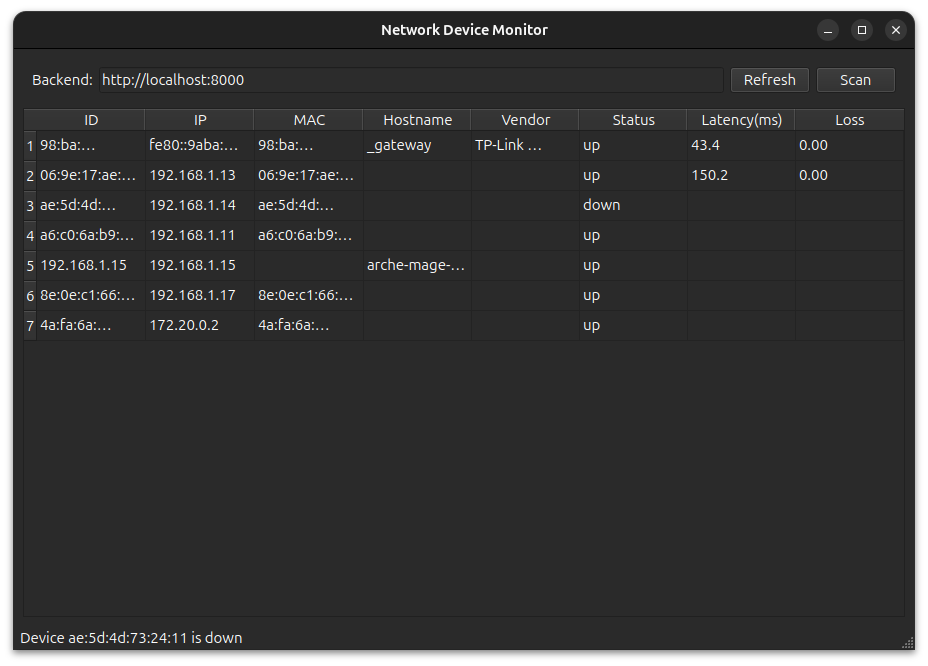 Network Device Monitor
Backend: http://localhost:8000 Refresh Scan
ID IP MAC Hostname Vendor Status Latency(ms) Loss
1 98:ba:… fe80::9aba:… 98:ba:… _gateway TP-Link … up 43.4 0.00
2 06:9e:17:ae:… 192.168.1.13 06:9e:17:ae:… up 150.2 0.00
3 ae:5d:4d:… 192.168.1.14 ae:5d:4d:… down
4 a6:c0:6a:b9:… 192.168.1.11 a6:c0:6a:b9:… up
5 192.168.1.15 192.168.1.15 arche-mage-… up
6 8e:0e:c1:66:… 192.168.1.17 8e:0e:c1:66:… up
7 4a:fa:6a:… 172.20.0.2 4a:fa:6a:… up
Device ae:5d:4d:73:24:11 is down